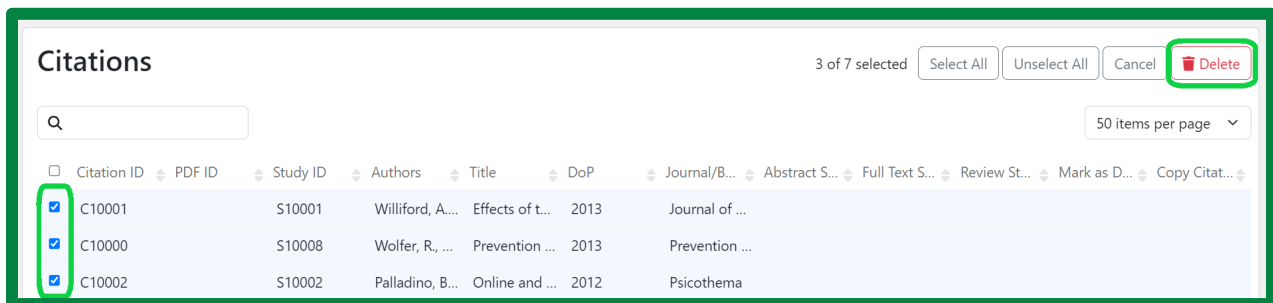 Citations 3 of 7 selected Select All Unselect All Cancel Delete
50 items per page
Citation ID PDF ID Study ID Authors Title DoP Journal/B... Abstract S... Full Text S... Review St... Mark as D... Copy Citat...
C10001 S10001 Williford, A.... Effects of t... 2013 Journal of ...
C10000 S10008 Wolfer, R., ... Prevention ... 2013 Prevention ...
C10002 S10002 Palladino, B... Online and ... 2012 Psicothema